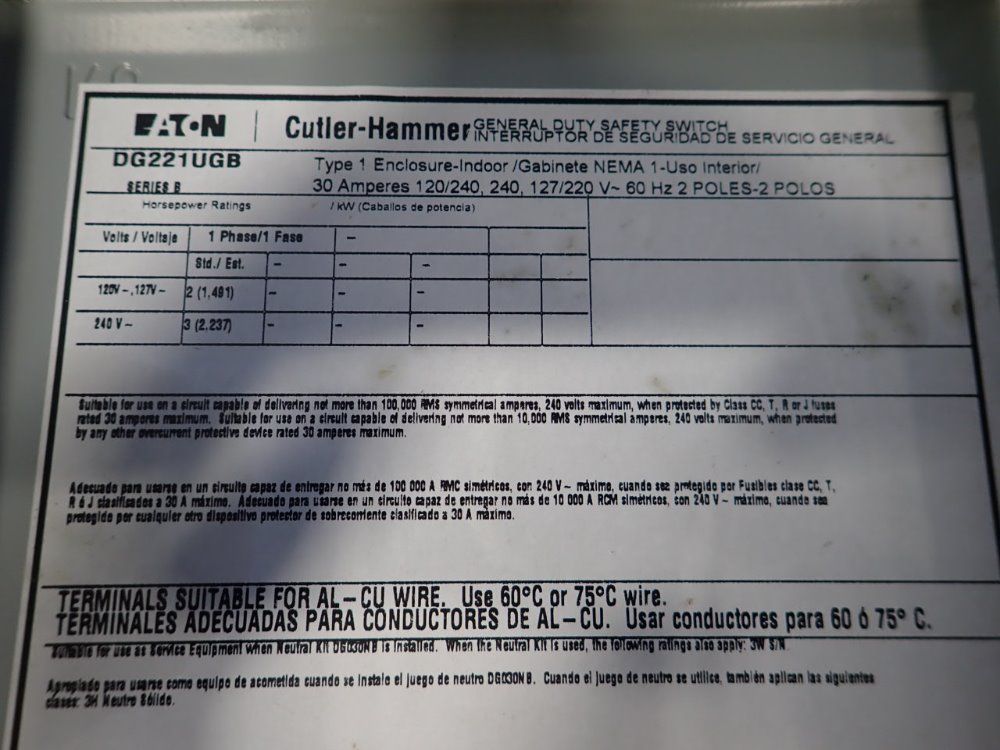 EATON | Cutler-Hammer GENERAL DUTY SAFETY SWITCH
INTERRUPTOR DE SEGURIDAD DE SERVICIO GENERAL
DG221UGB
SERIES B
Type 1 Enclosure-Indoor /Gabinete NEMA 1-Uso Interior/
30 Amperes 120/240, 240, 127/220 V~ 60 Hz 2 POLES-2 POLOS
Horsepower Ratings / kW (Caballos de potencia)
Volts / Voltaje 1 Phase/1 Fase –
Std./ Est. – – –
120V~,127V~ 2 (1,491) – – –
240 V~ 3 (2,237) – – –
Suitable for use on a circuit capable of delivering not more than 100,000 RMS symmetrical amperes, 240 volts maximum, when protected by Class CC, T, R or J fuses
rated 30 amperes maximum. Suitable for use on a circuit capable of delivering not more than 10,000 RMS symmetrical amperes, 240 volts maximum, when protected
by any other overcurrent protective device rated 30 amperes maximum.
Adecuado para usarse en un circuito capaz de entregar no más de 100 000 A RMC simétricos, con 240 V~ máximo, cuando sea protegido por Fusibles clase CC, T,
R ó J clasificados a 30 A máximo. Adecuado para usarse en un circuito capaz de entregar no más de 10 000 A RCM simétricos, con 240 V~ máximo, cuando sea
protegido por cualquier otro dispositivo protector de sobrecorriente clasificado a 30 A máximo.
TERMINALS SUITABLE FOR AL–CU WIRE. Use 60°C or 75°C wire.
TERMINALES ADECUADAS PARA CONDUCTORES DE AL–CU. Usar conductores para 60 ó 75° C.
Suitable for use as Service Equipment when Neutral Kit DG030NB is installed. When the Neutral Kit is used, the following ratings also apply: 3W S/N
Apropiado para usarse como equipo de acometida cuando se instale el juego de neutro DG030NB. Cuando el juego de neutro se utilice, también aplican las siguientes
clases: 3H Neutro Sólido.